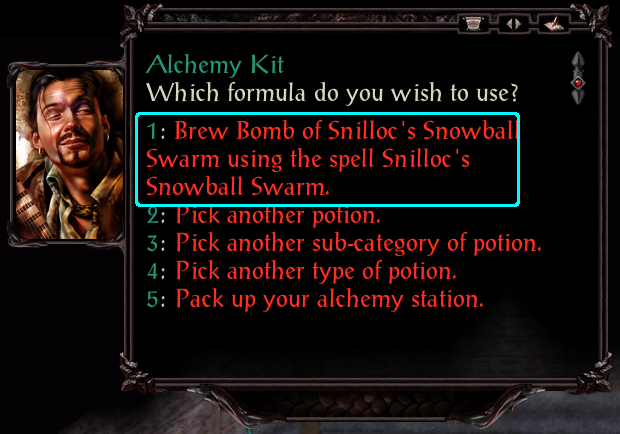 Alchemy Kit
Which formula do you wish to use?
1: Brew Bomb of Snilloc's Snowball
Swarm using the spell Snilloc's
Snowball Swarm.
2: Pick another potion.
3: Pick another sub-category of potion.
4: Pick another type of potion.
5: Pack up your alchemy station.